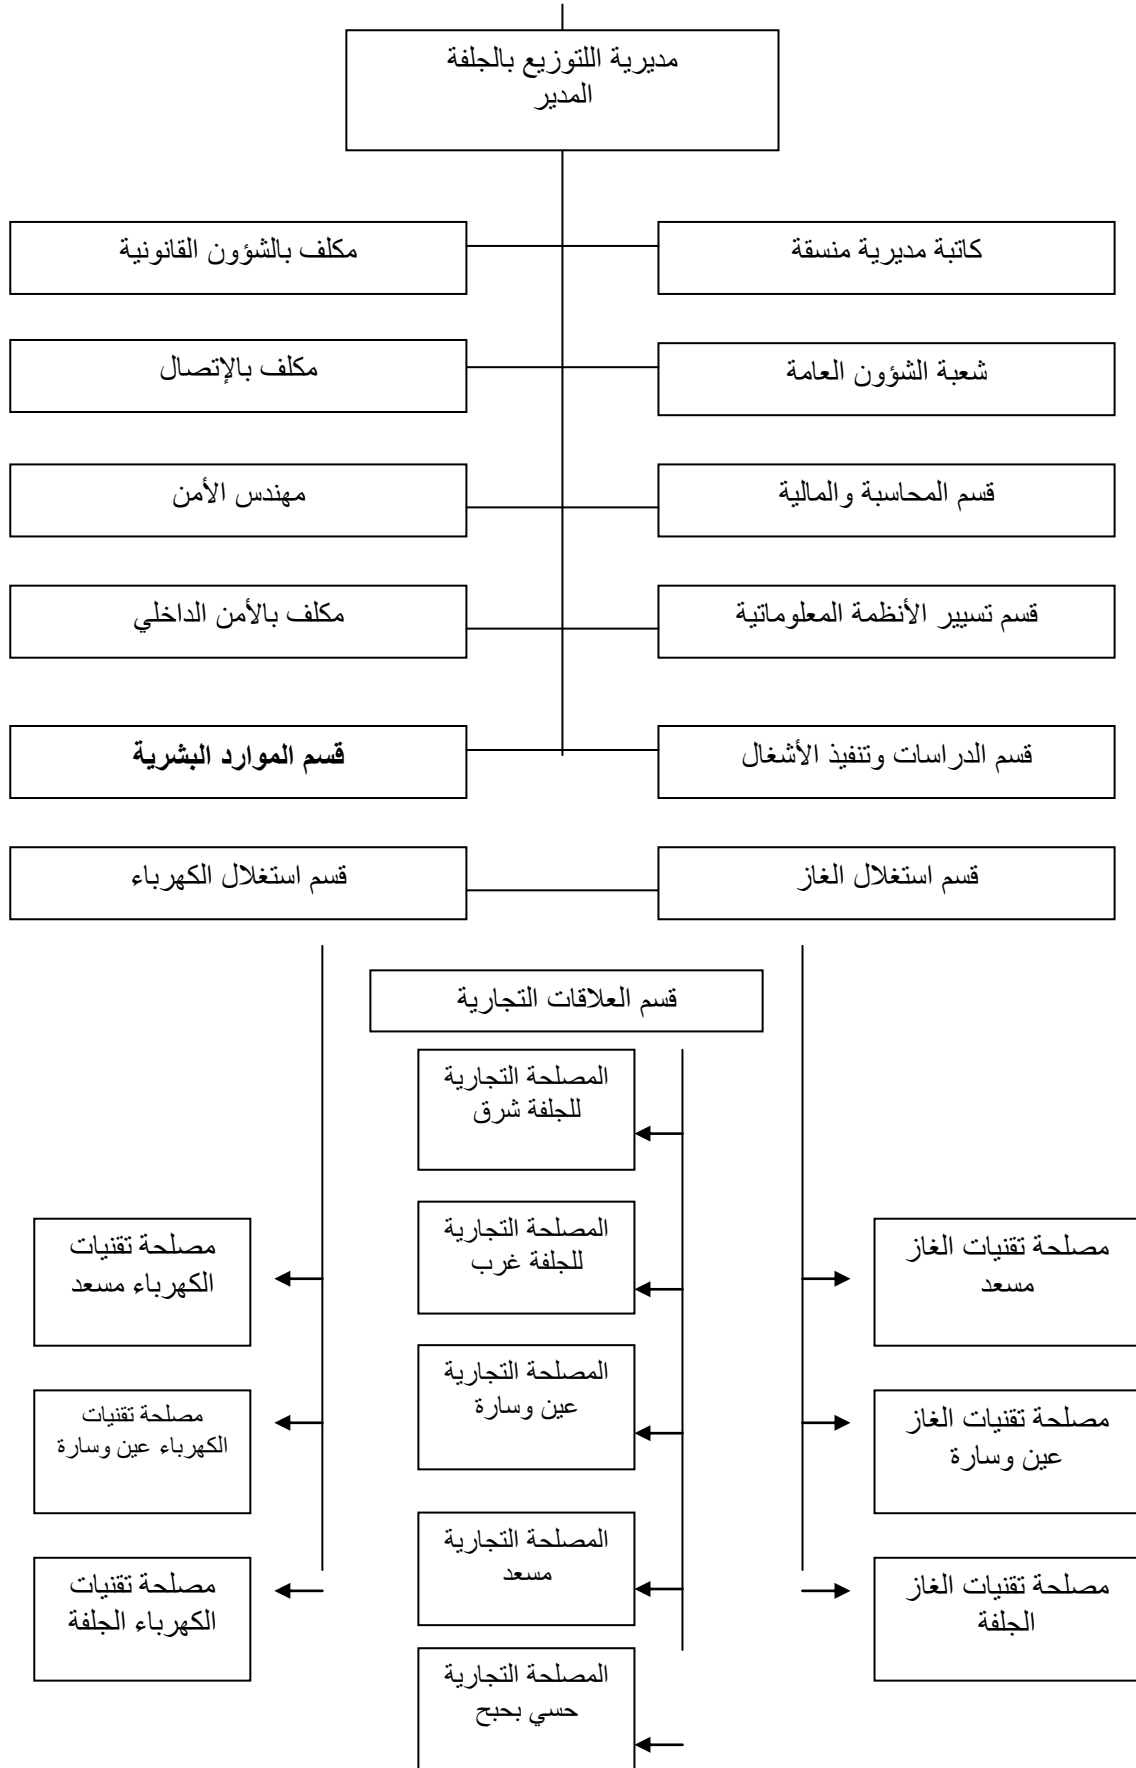 مديرية اللتوزيع بالجلفة
المدير
كاتبة مديرية منسقة
مكلف بالشؤون القانونية
شعبة الشؤون العامة
مكلف بالإتصال
قسم المحاسبة والمالية
مهندس الأمن
قسم تسيير الأنظمة المعلوماتية
مكلف بالأمن الداخلي
قسم الدراسات وتنفيذ الأشغال
قسم الموارد البشرية
قسم استغلال الغاز
قسم استغلال الكهرباء
قسم العلاقات التجارية
المصلحة التجارية
للجلفة شرق
المصلحة التجارية
للجلفة غرب
المصلحة التجارية
عين وسارة
المصلحة التجارية
مسعد
المصلحة التجارية
حسي بحبح
مصلحة تقنيات الغاز
مسعد
مصلحة تقنيات الغاز
عين وسارة
مصلحة تقنيات الغاز
الجلفة
مصلحة تقنيات
الكهرباء مسعد
مصلحة تقنيات
الكهرباء عين وسارة
مصلحة تقنيات
الكهرباء الجلفة